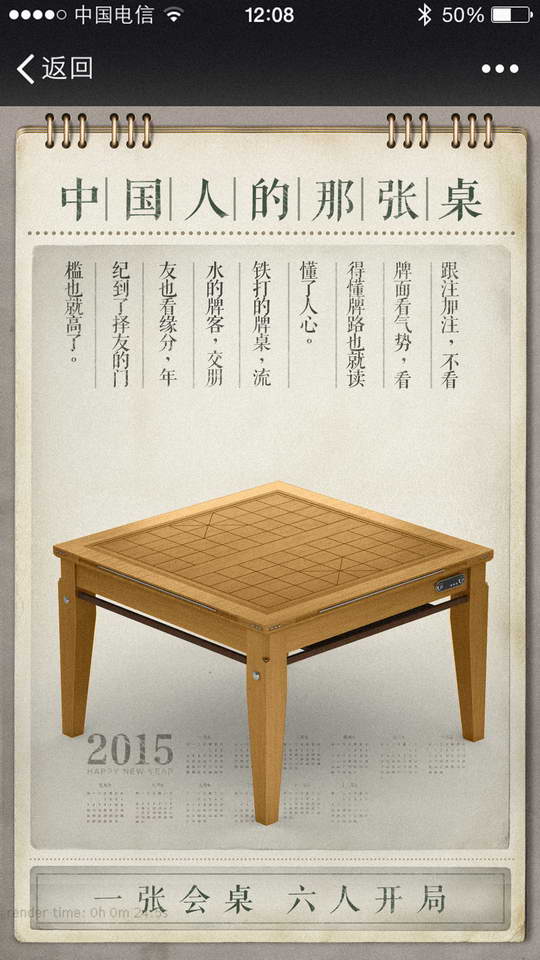 中国电信
12:08
50%
返回
中国人的那张桌
跟注加注，不看
牌面看气势，看
得懂牌路也就读
懂了人心。
铁打的牌桌，流
水的牌客，交朋
友也看缘分，年
纪到了择友的门
槛也就高了。
2015
HAPPY NEW YEAR
一张会桌 六人开局
render time: 0h 0m 24.5s